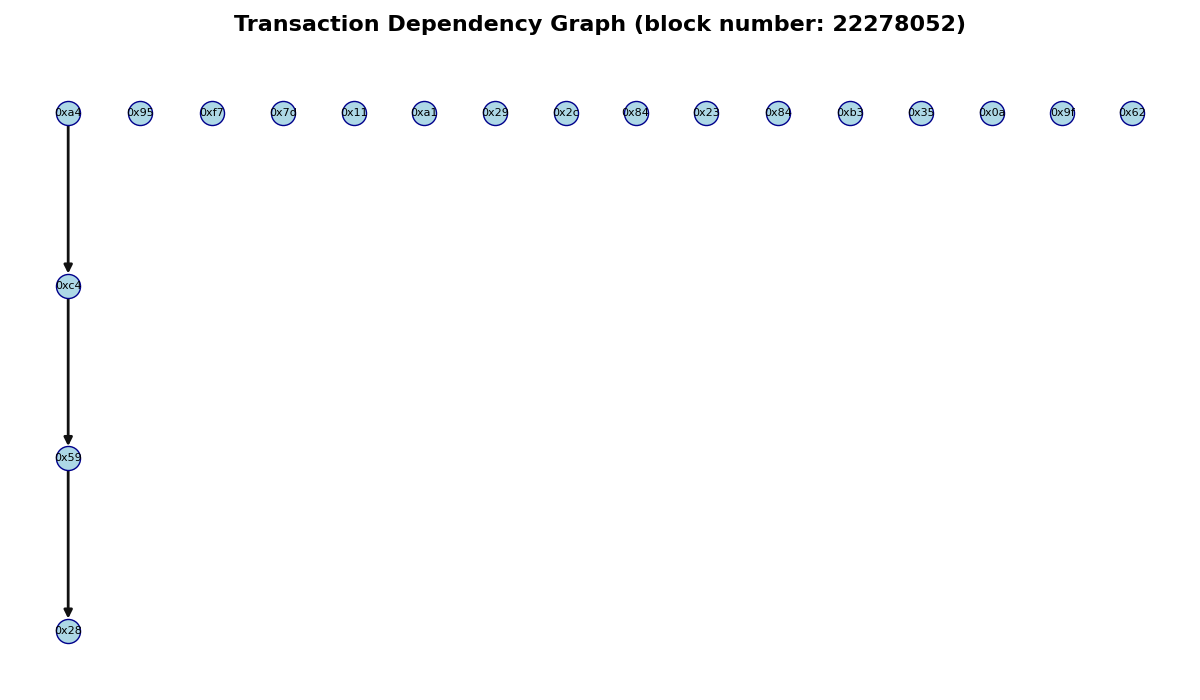 Transaction Dependency Graph (block number: 22278052)
0xa4 0x95 0xf7 0x7d 0x11 0xa1 0x29 0x2c 0x84 0x23 0x84 0xb3 0x35 0x0a 0x9f 0x62
0xc4
0x59
0x28